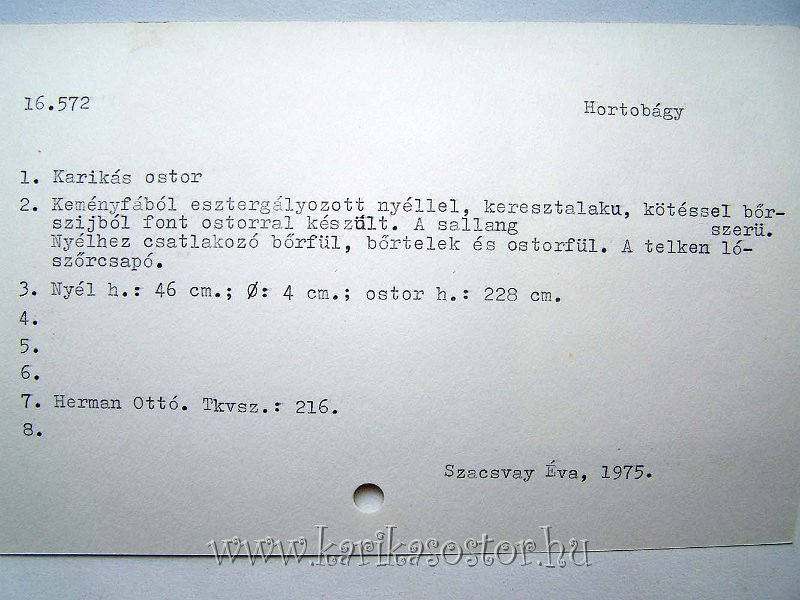 16.572
Hortobágy
1. Karikás ostor
2. Keményfából esztergályozott nyéllel, keresztalaku, kötéssel bőr-
szijból font ostorral készült. A sallang szerü.
Nyélhez csatlakozó bőrfül, bőrtelek és ostorfül. A telken ló-
szőrcsapó.
3. Nyél h.: 46 cm.; Ø: 4 cm.; ostor h.: 228 cm.
4.
5.
6.
7. Herman Ottó. Tkvsz.: 216.
8.
Szacsvay Éva, 1975.
www.karikasostor.hu